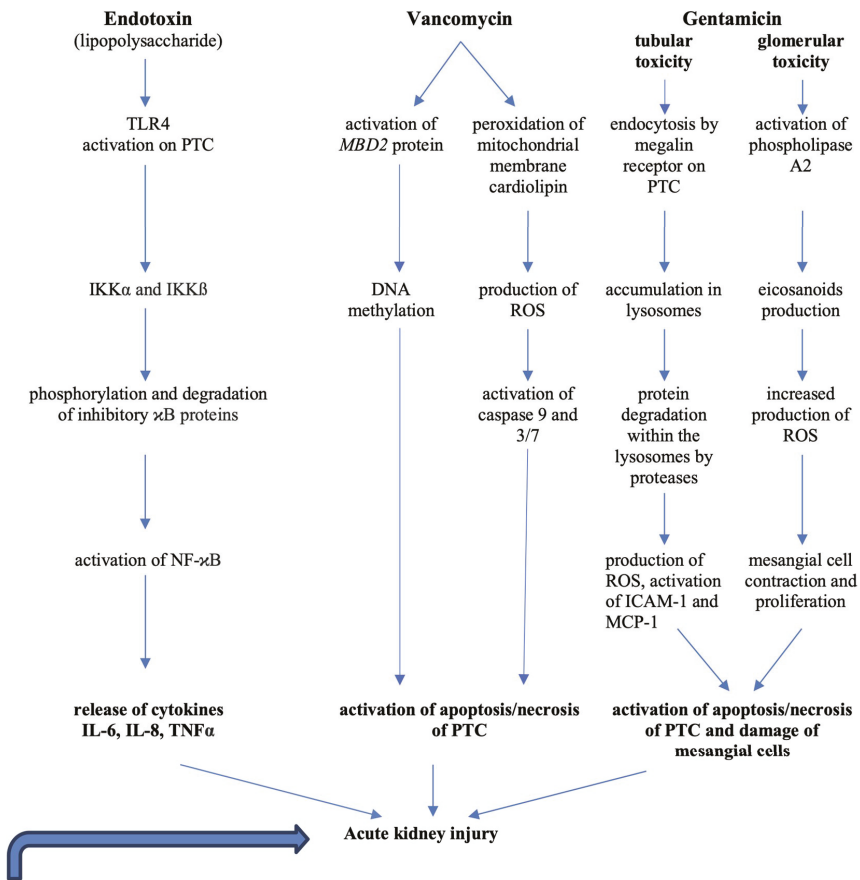 Endotoxin
(lipopolysaccharide)
TLR4
activation on PTC
IKKα and IKKß
phosphorylation and degradation
of inhibitory ϰB proteins
activation of NF-ϰB
release of cytokines
IL-6, IL-8, TNFα
Vancomycin
activation of
MBD2 protein
DNA
methylation
peroxidation of
mitochondrial
membrane
cardiolipin
production of
ROS
activation of
caspase 9 and
3/7
activation of apoptosis/necrosis
of PTC
Gentamicin
tubular
toxicity
endocytosis by
megalin
receptor on
PTC
accumulation in
lysosomes
protein
degradation
within the
lysosomes by
proteases
production of
ROS, activation
of ICAM-1 and
MCP-1
glomerular
toxicity
activation of
phospholipase
A2
eicosanoids
production
increased
production of
ROS
mesangial cell
contraction and
proliferation
activation of apoptosis/necrosis
of PTC and damage of
mesangial cells
Acute kidney injury